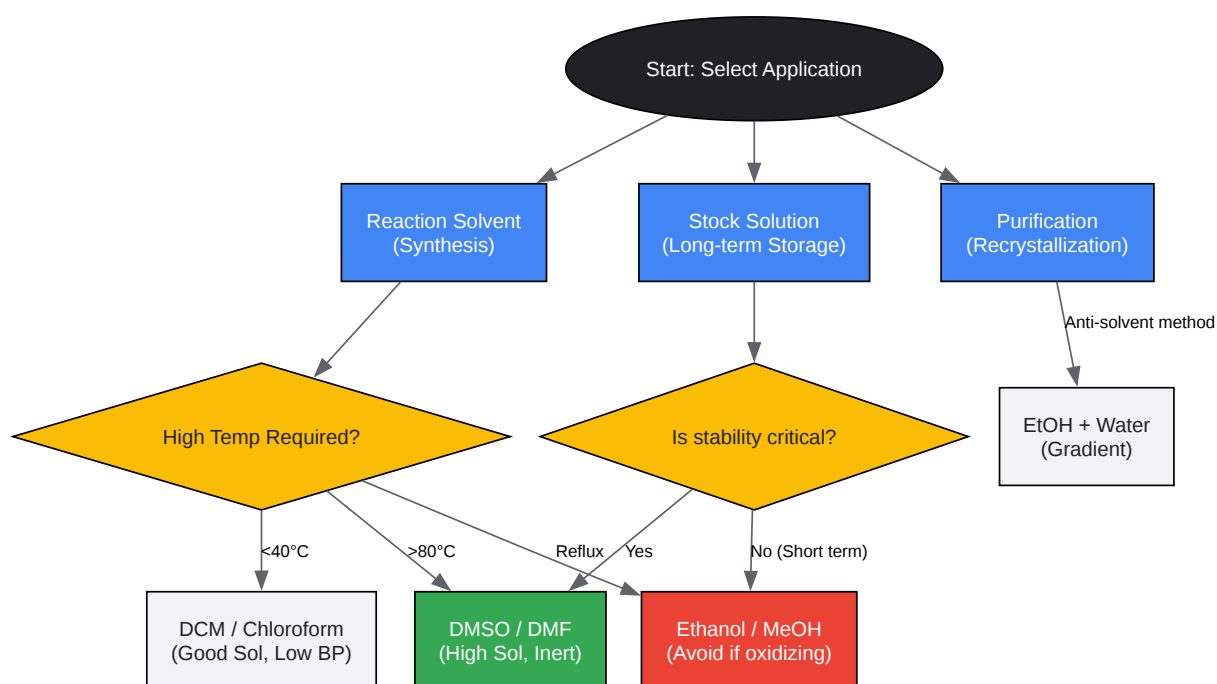 Start: Select Application
Reaction Solvent
(Synthesis)
Stock Solution
(Long-term Storage)
Purification
(Recrystallization)
Anti-solvent method
High Temp Required?
Is stability critical?
EtOH + Water
(Gradient)
<40°C
>80°C
Reflux
Yes
No (Short term)
DCM / Chloroform
(Good Sol, Low BP)
DMSO / DMF
(High Sol, Inert)
Ethanol / MeOH
(Avoid if oxidizing)